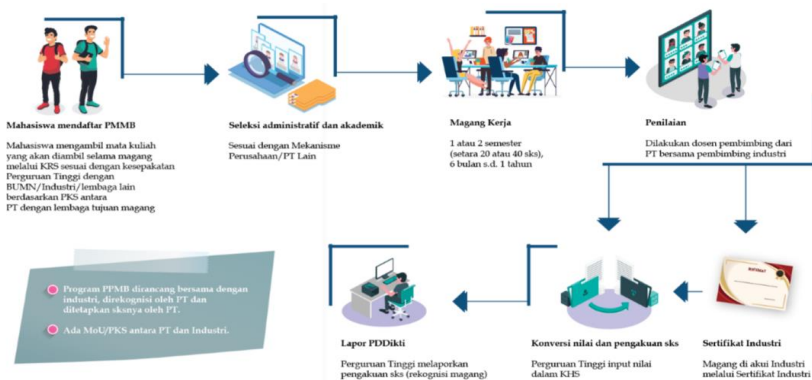 Mahasiswa mendaftar PMMB
Mahasiswa mengambil mata kuliah
yang akan diambil selama magang
melalui KRS sesuai dengan kesepakatan
Perguruan Tinggi dengan
BUMN/Industri/lembaga lain
berdasarkan PKS antara
PT dengan lembaga tujuan magang
Seleksi administratif dan akademik
Sesuai dengan Mekanisme
Perusahaan/PT Lain
Magang Kerja
1 atau 2 semester
(setara 20 atau 40 sks),
6 bulan s.d. 1 tahun
Penilaian
Dilakukan dosen pembimbing dari
PT bersama pembimbing industri
Sertifikat Industri
Magang di akui Industri
melalui Sertifikat Industri
Konversi nilai dan pengakuan sks
Perguruan Tinggi input nilai
dalam KHS
Lapor PDDikti
Perguruan Tinggi melaporkan
pengakuan sks (rekognisi magang)
Program PPMB dirancang bersama dengan
industri, direkognisi oleh PT dan
ditetapkan sksnya oleh PT.
Ada MoU/PKS antara PT dan Industri.